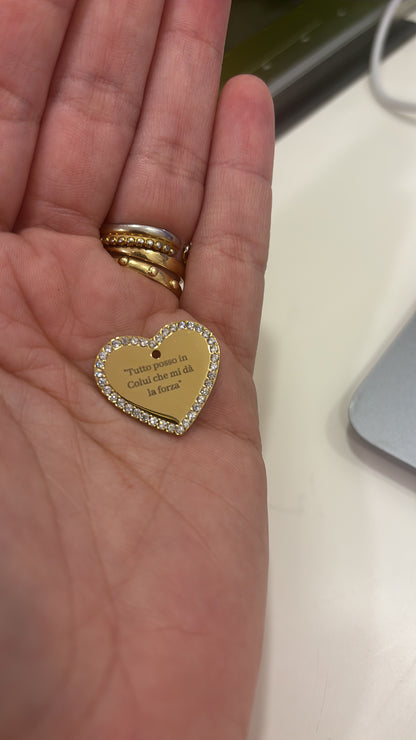 "Tutto posso in
Colui che mi dà
la forza"